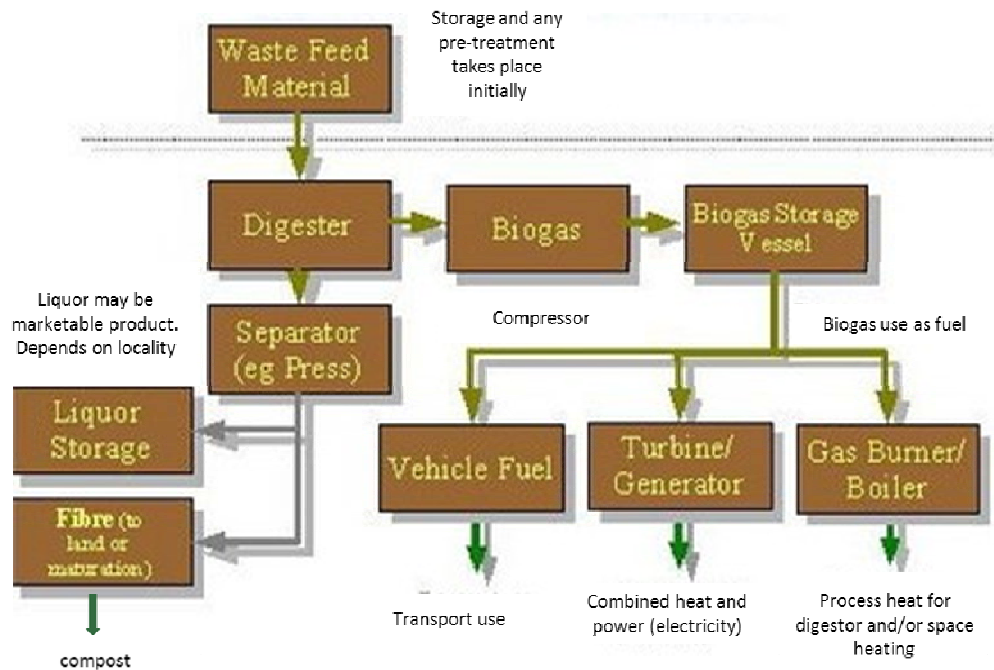 Storage and any
pre-treatment
takes place
initially
Waste Feed
Material
Digester
Biogas
Biogas Storage
Vessel
Liquor may be
marketable product.
Depends on locality
Separator
(eg Press)
Compressor
Biogas use as fuel
Liquor
Storage
Vehicle Fuel
Turbine/
Generator
Gas Burner/
Boiler
Fibre (to
land or
maturation)
Transport use
Combined heat and
power (electricity)
Process heat for
digestor and/or space
heating
compost